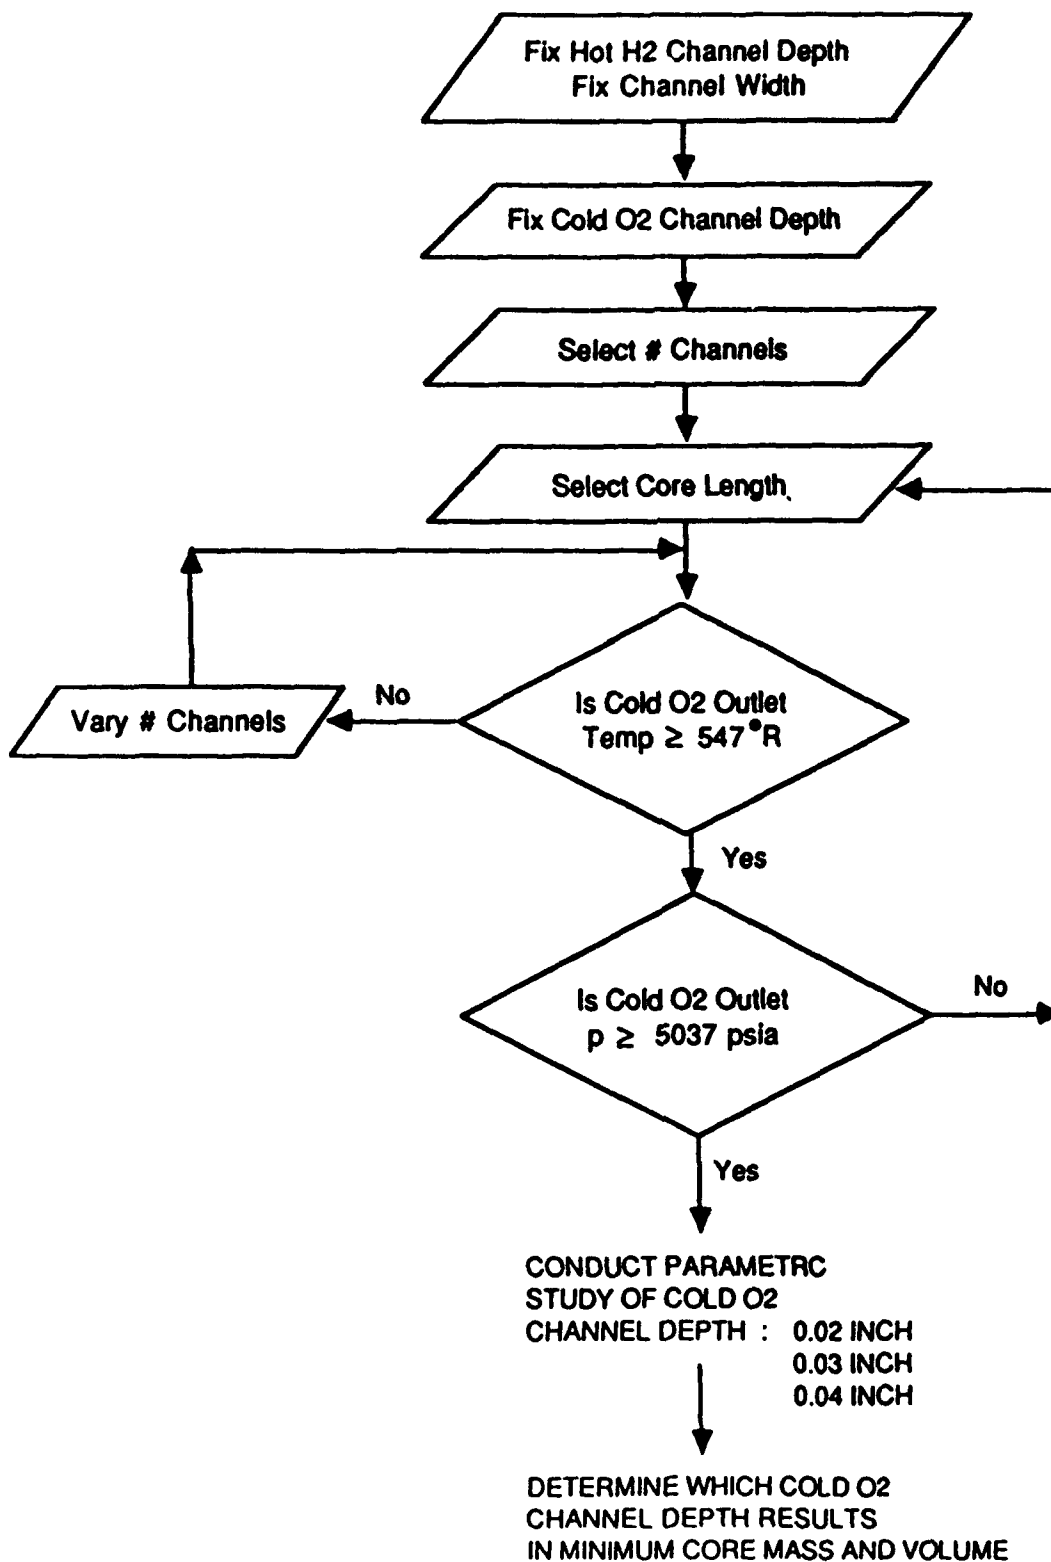 Fix Hot H2 Channel Depth
Fix Channel Width
Fix Cold O2 Channel Depth
Select # Channels
Select Core Length
Is Cold O2 Outlet
Temp ≥ 547°R
No
Vary # Channels
Yes
Is Cold O2 Outlet
p ≥ 5037 psia
No
Yes
CONDUCT PARAMETRC
STUDY OF COLD O2
CHANNEL DEPTH : 0.02 INCH
0.03 INCH
0.04 INCH
DETERMINE WHICH COLD O2
CHANNEL DEPTH RESULTS
IN MINIMUM CORE MASS AND VOLUME